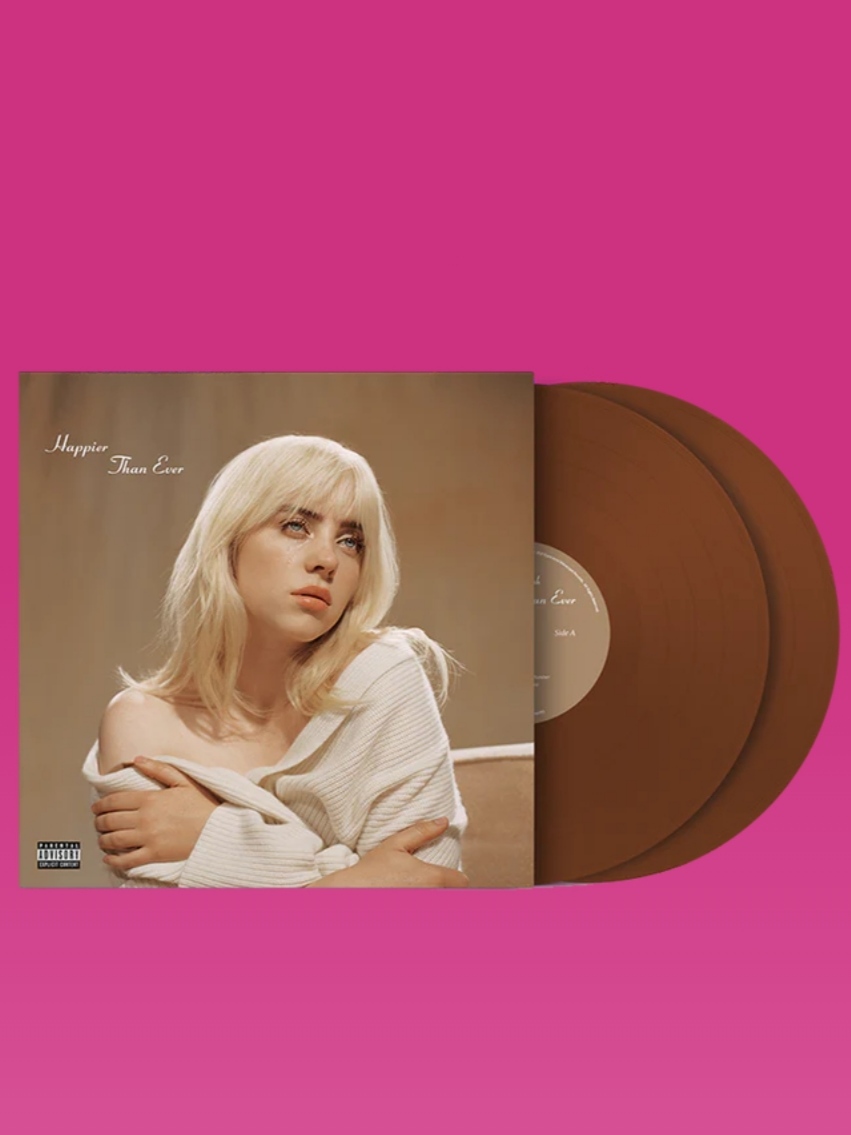 Happier
Than Ever
Than Ever
Side A
PARENTAL
ADVISORY
EXPLICIT CONTENT